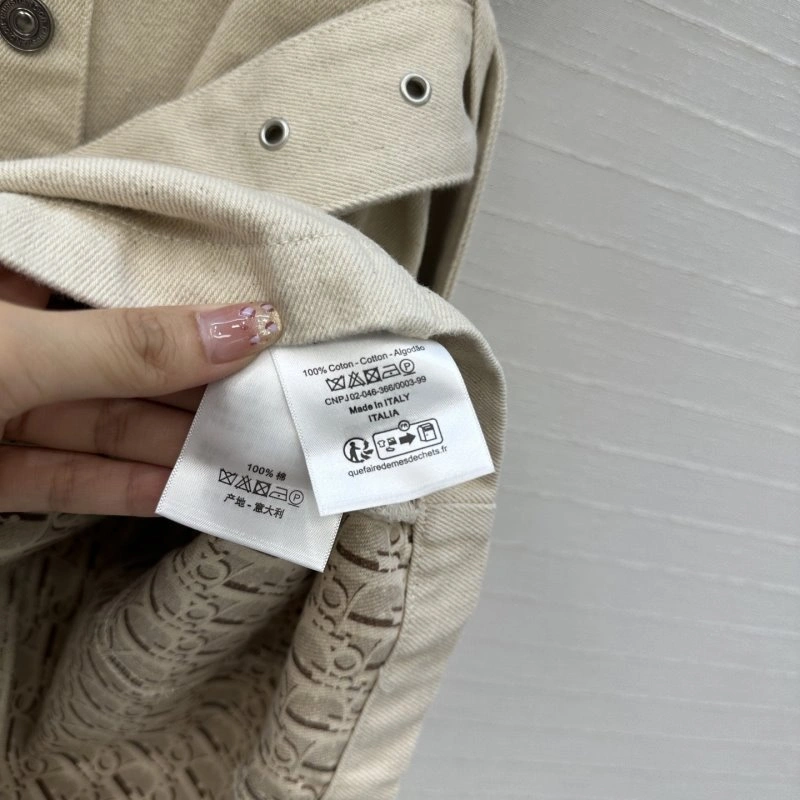 100% Coton - Cotton - Algodão
CNPJ 02-046-366/0003-99
Made in ITALY
ITALIA
FR
quefairedemesdechets.fr
100% 棉
产地 - 意大利